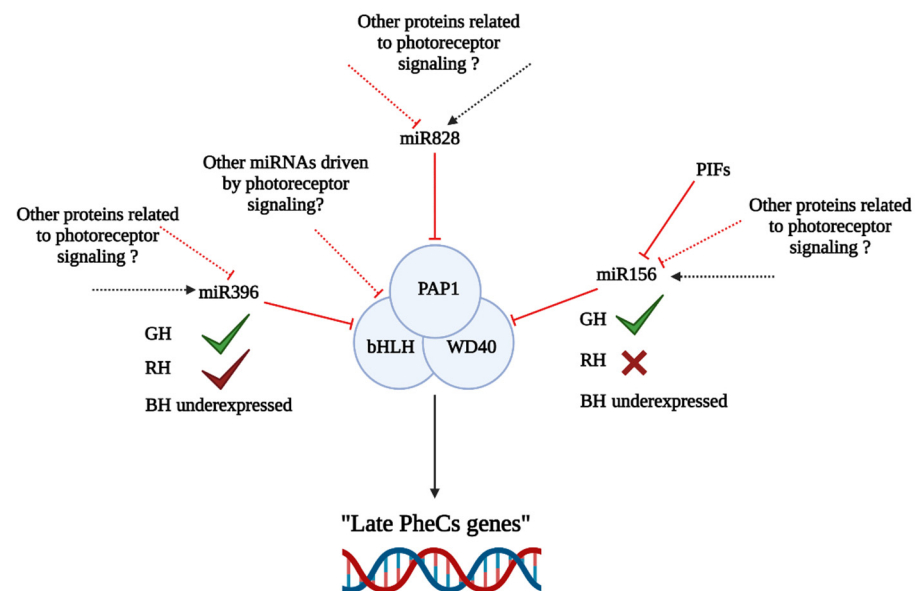 Other proteins related
to photoreceptor
signaling ?
miR828
Other miRNAs driven
by photoreceptor
signaling?
PIFs
Other proteins related
to photoreceptor
signaling ?
Other proteins related
to photoreceptor
signaling ?
miR396
miR156
PAP1
bHLH
WD40
GH
RH
BH underexpressed
GH
RH
BH underexpressed
"Late PheCs genes"